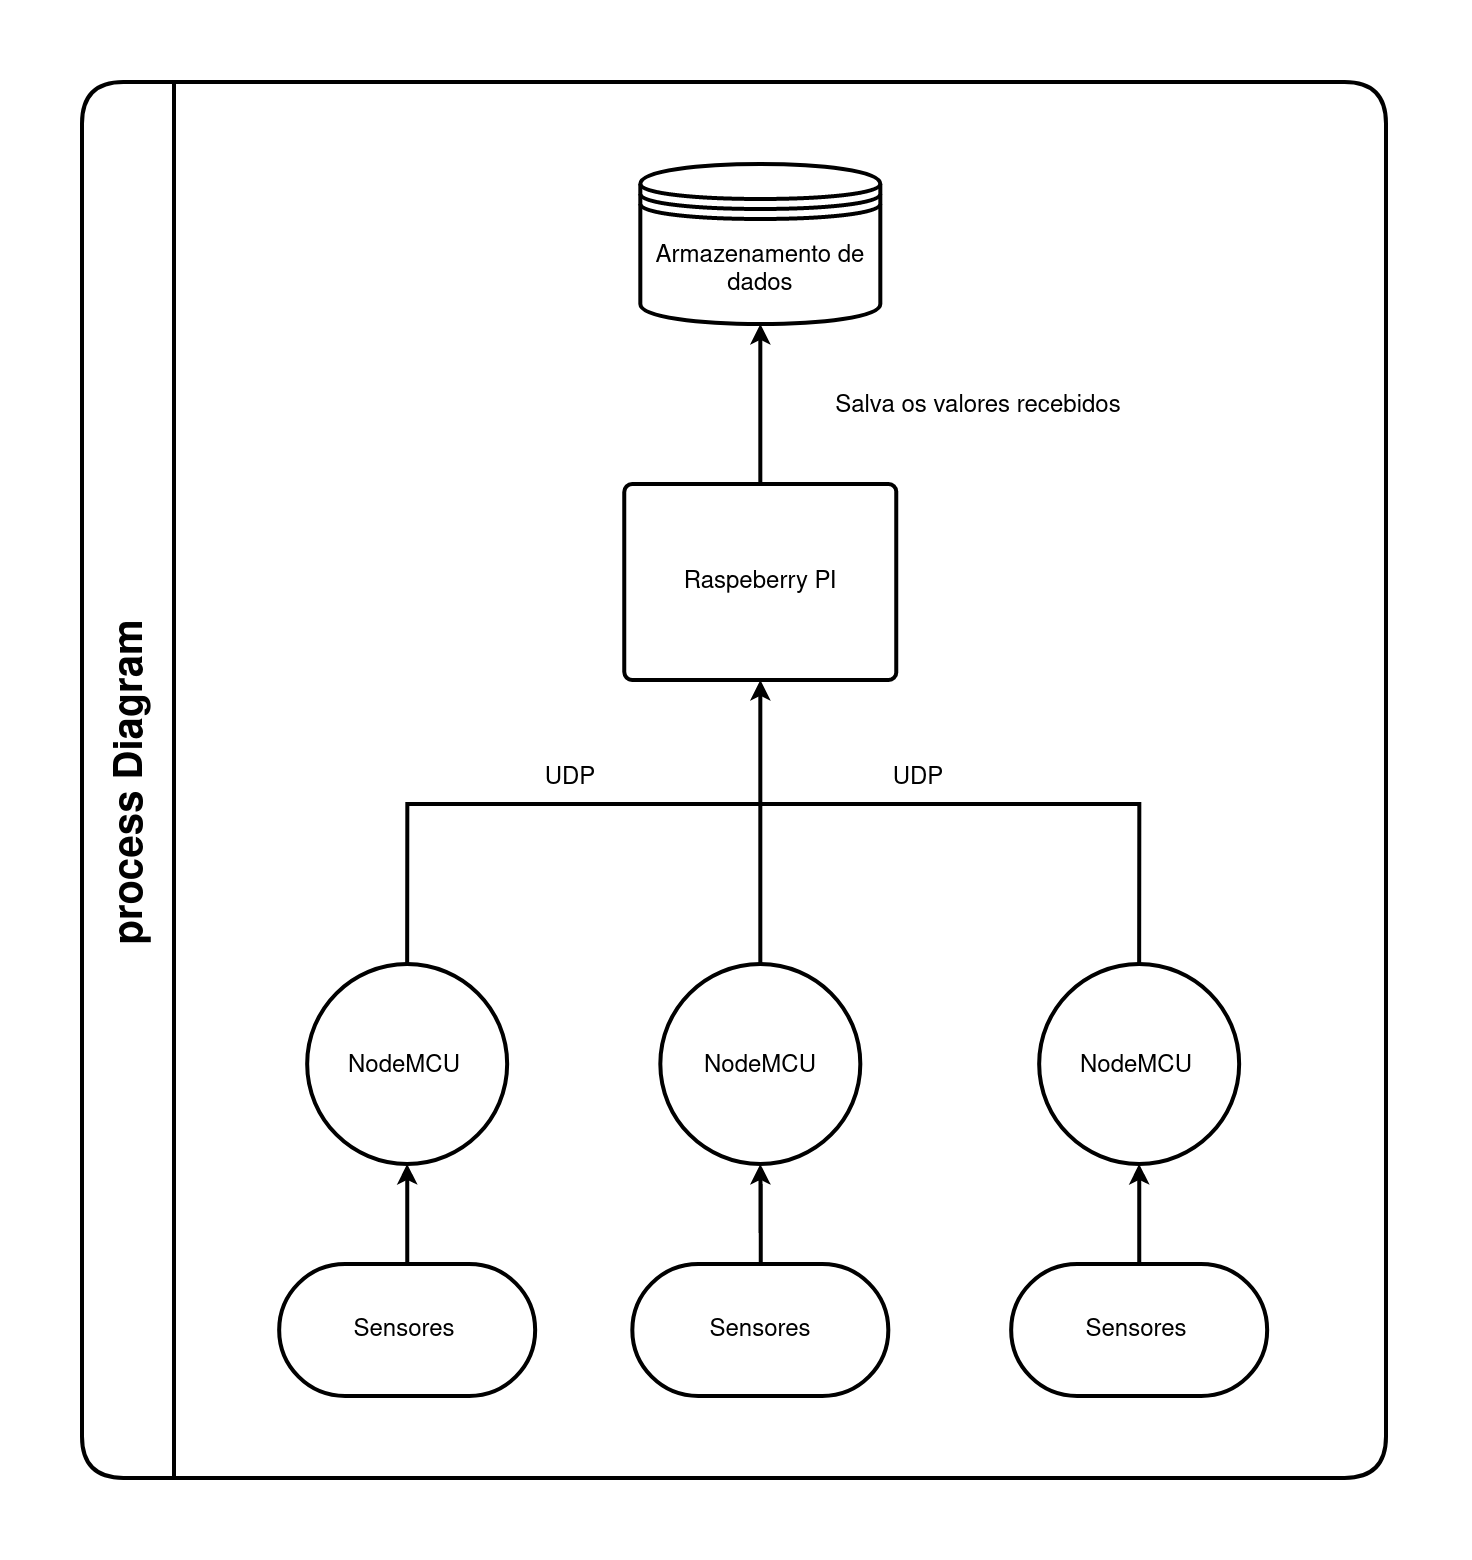 process Diagram
Armazenamento de
dados
Salva os valores recebidos
Raspeberry PI
UDP
UDP
NodeMCU
NodeMCU
NodeMCU
Sensores
Sensores
Sensores